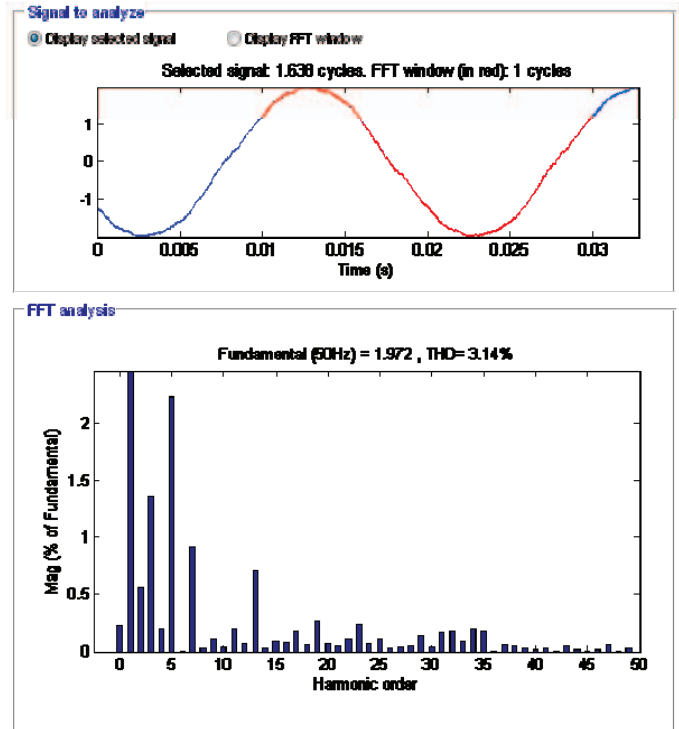 Signal to analyze
Display selected signal Display FFT window
Selected signal: 1.638 cycles. FFT window (in red): 1 cycles
1
0
-1
0 0.005 0.01 0.015 0.02 0.025 0.03
Time (s)
FFT analysis
Fundamental (50Hz) = 1.972 , THD= 3.14%
Mag (% of Fundamental)
2
1.5
1
0.5
0
0 5 10 15 20 25 30 35 40 45 50
Harmonic order